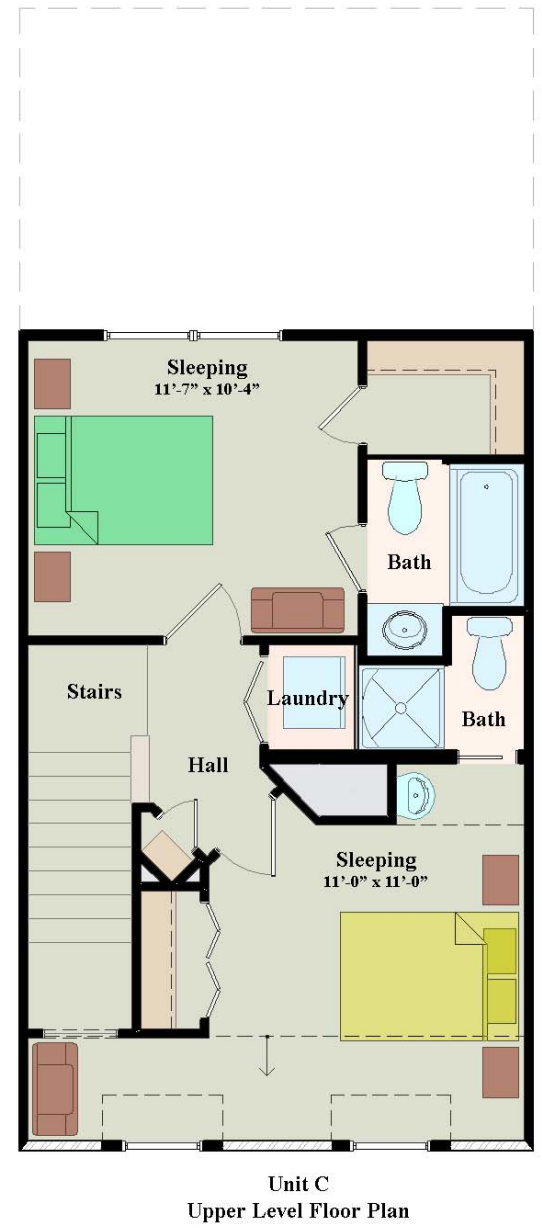 Sleeping
11'-7" x 10'-4"
Bath
Stairs
Laundry
Bath
Hall
Sleeping
11'-0" x 11'-0"
Unit C
Upper Level Floor Plan